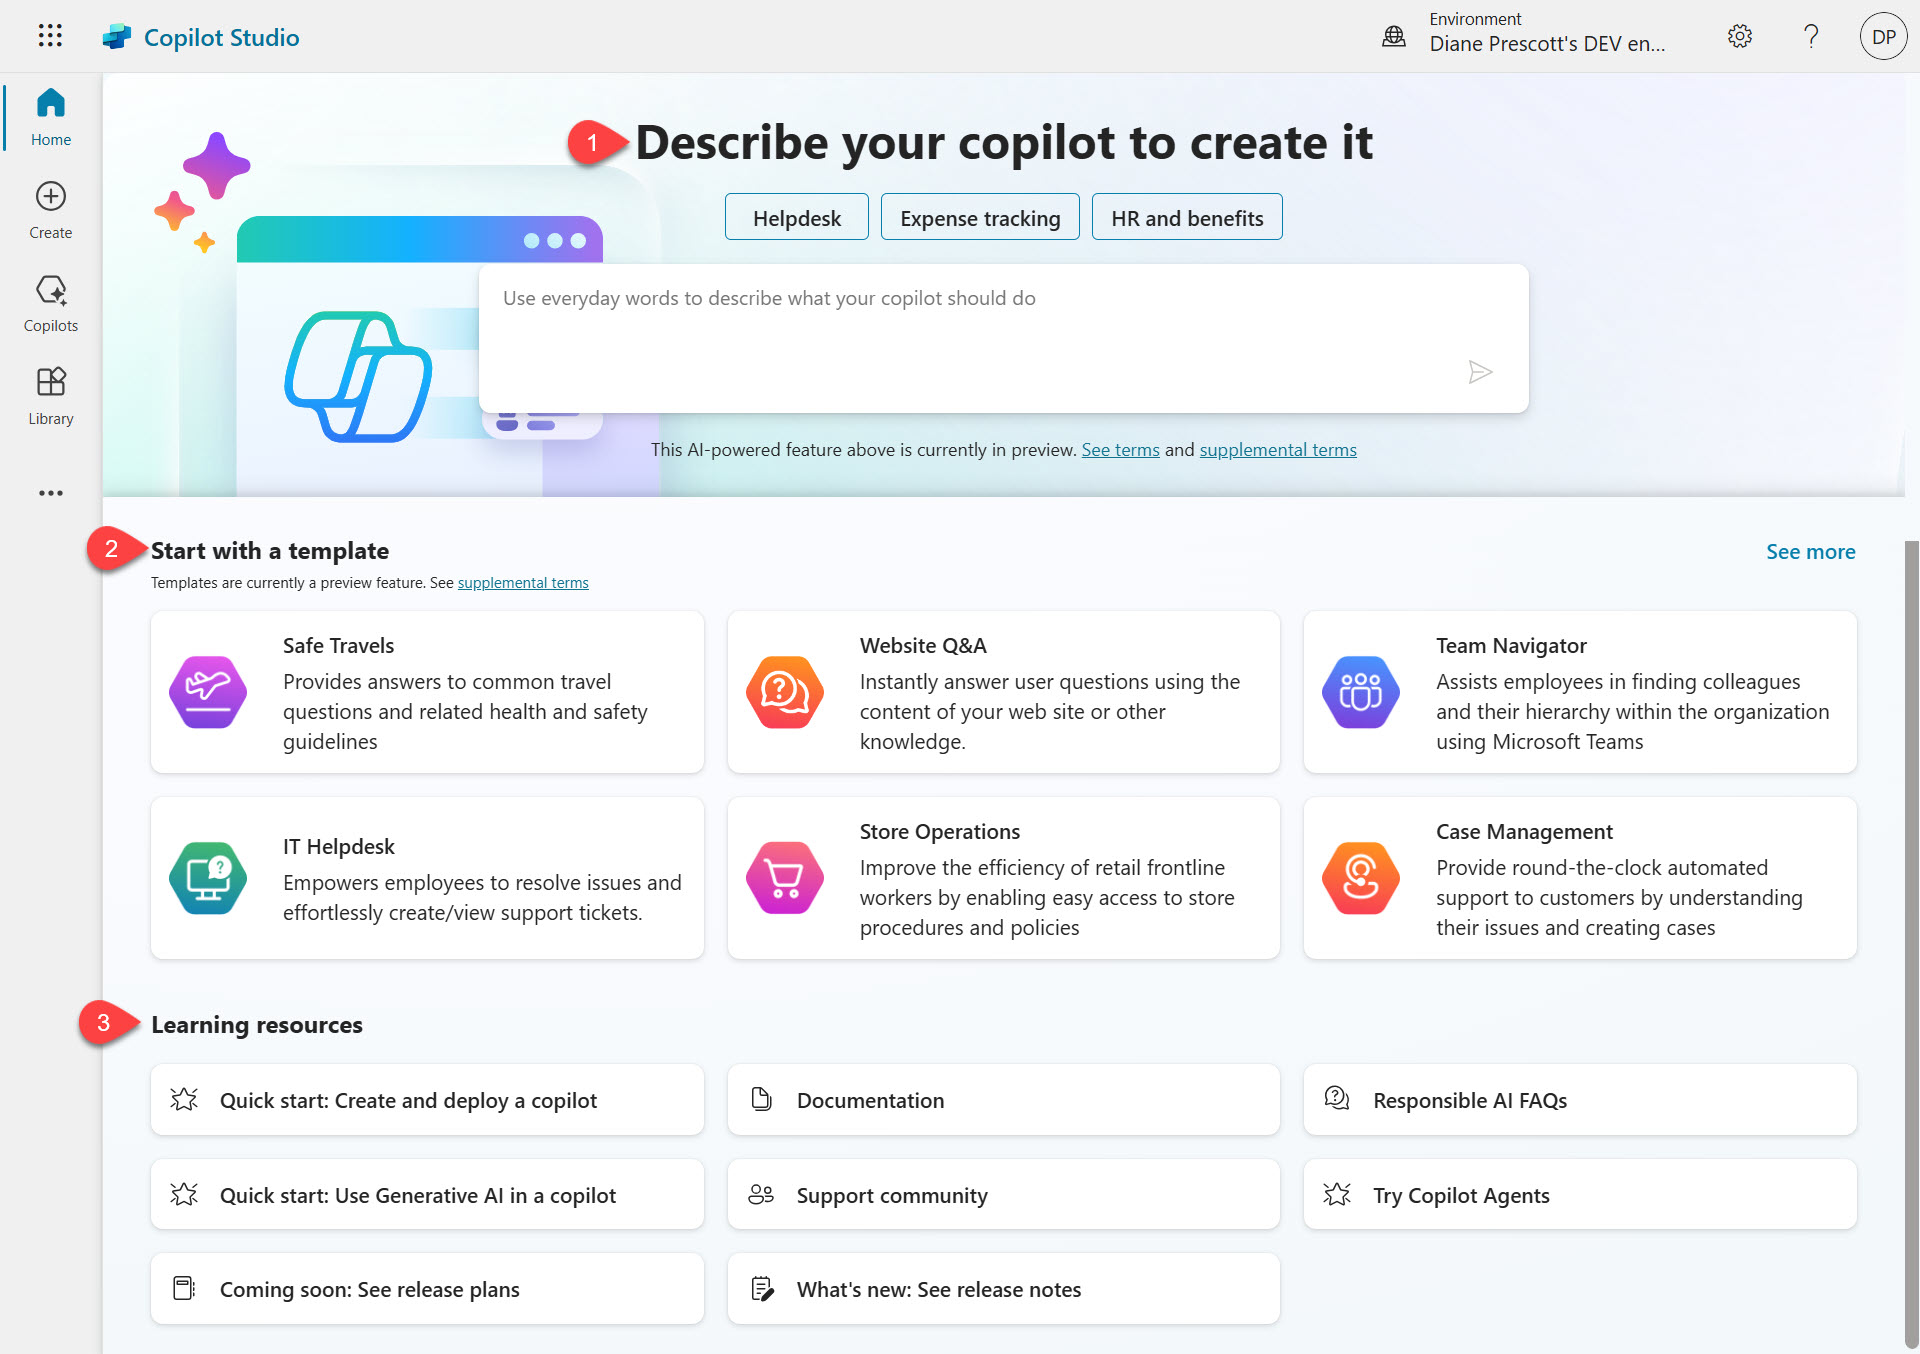 Copilot Studio
Environment
Diane Prescott's DEV en...
DP
Home
Create
Copilots
Library
1
Describe your copilot to create it
Helpdesk
Expense tracking
HR and benefits
Use everyday words to describe what your copilot should do
This AI-powered feature above is currently in preview. See terms and supplemental terms
2
Start with a template
See more
Templates are currently a preview feature. See supplemental terms
Safe Travels
Provides answers to common travel
questions and related health and safety
guidelines
Website Q&A
Instantly answer user questions using the
content of your web site or other
knowledge.
Team Navigator
Assists employees in finding colleagues
and their hierarchy within the organization
using Microsoft Teams
IT Helpdesk
Empowers employees to resolve issues and
effortlessly create/view support tickets.
Store Operations
Improve the efficiency of retail frontline
workers by enabling easy access to store
procedures and policies
Case Management
Provide round-the-clock automated
support to customers by understanding
their issues and creating cases
3
Learning resources
Quick start: Create and deploy a copilot
Documentation
Responsible AI FAQs
Quick start: Use Generative AI in a copilot
Support community
Try Copilot Agents
Coming soon: See release plans
What's new: See release notes